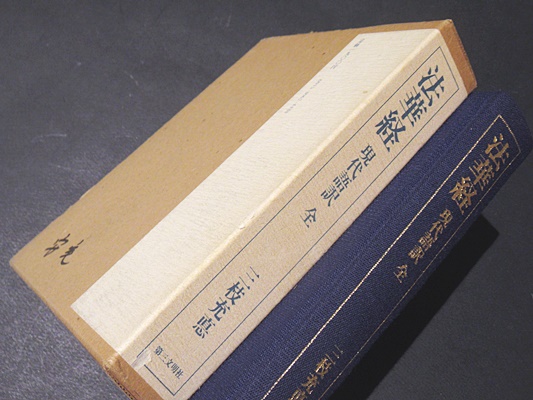 法華経
現代語訳 全
三枝充悳
第三文明社
法華経
現代語訳 全
三枝充